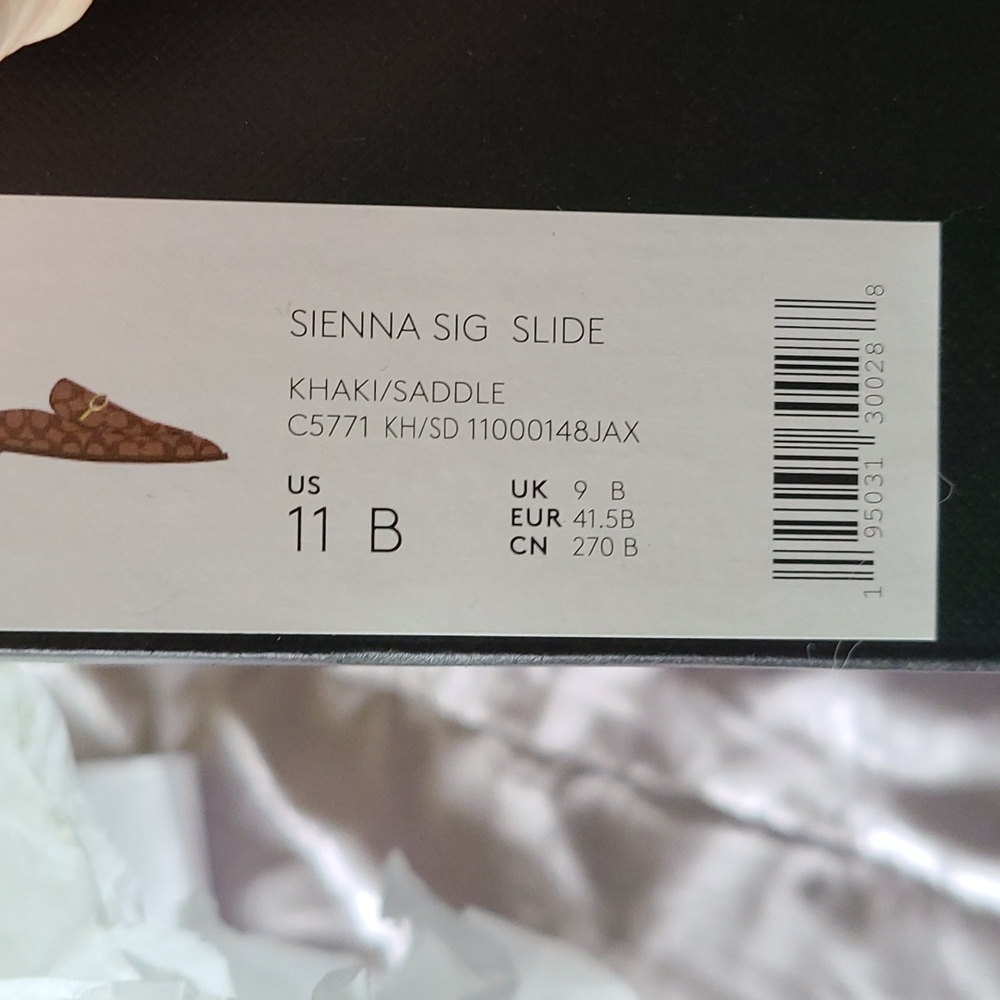 SIENNA SIG SLIDE
KHAKI/SADDLE
C5771 KH/SD 11000148JAX
US
11 B
UK 9 B
EUR 41.5B
CN 270 B
1 95031 30028 8